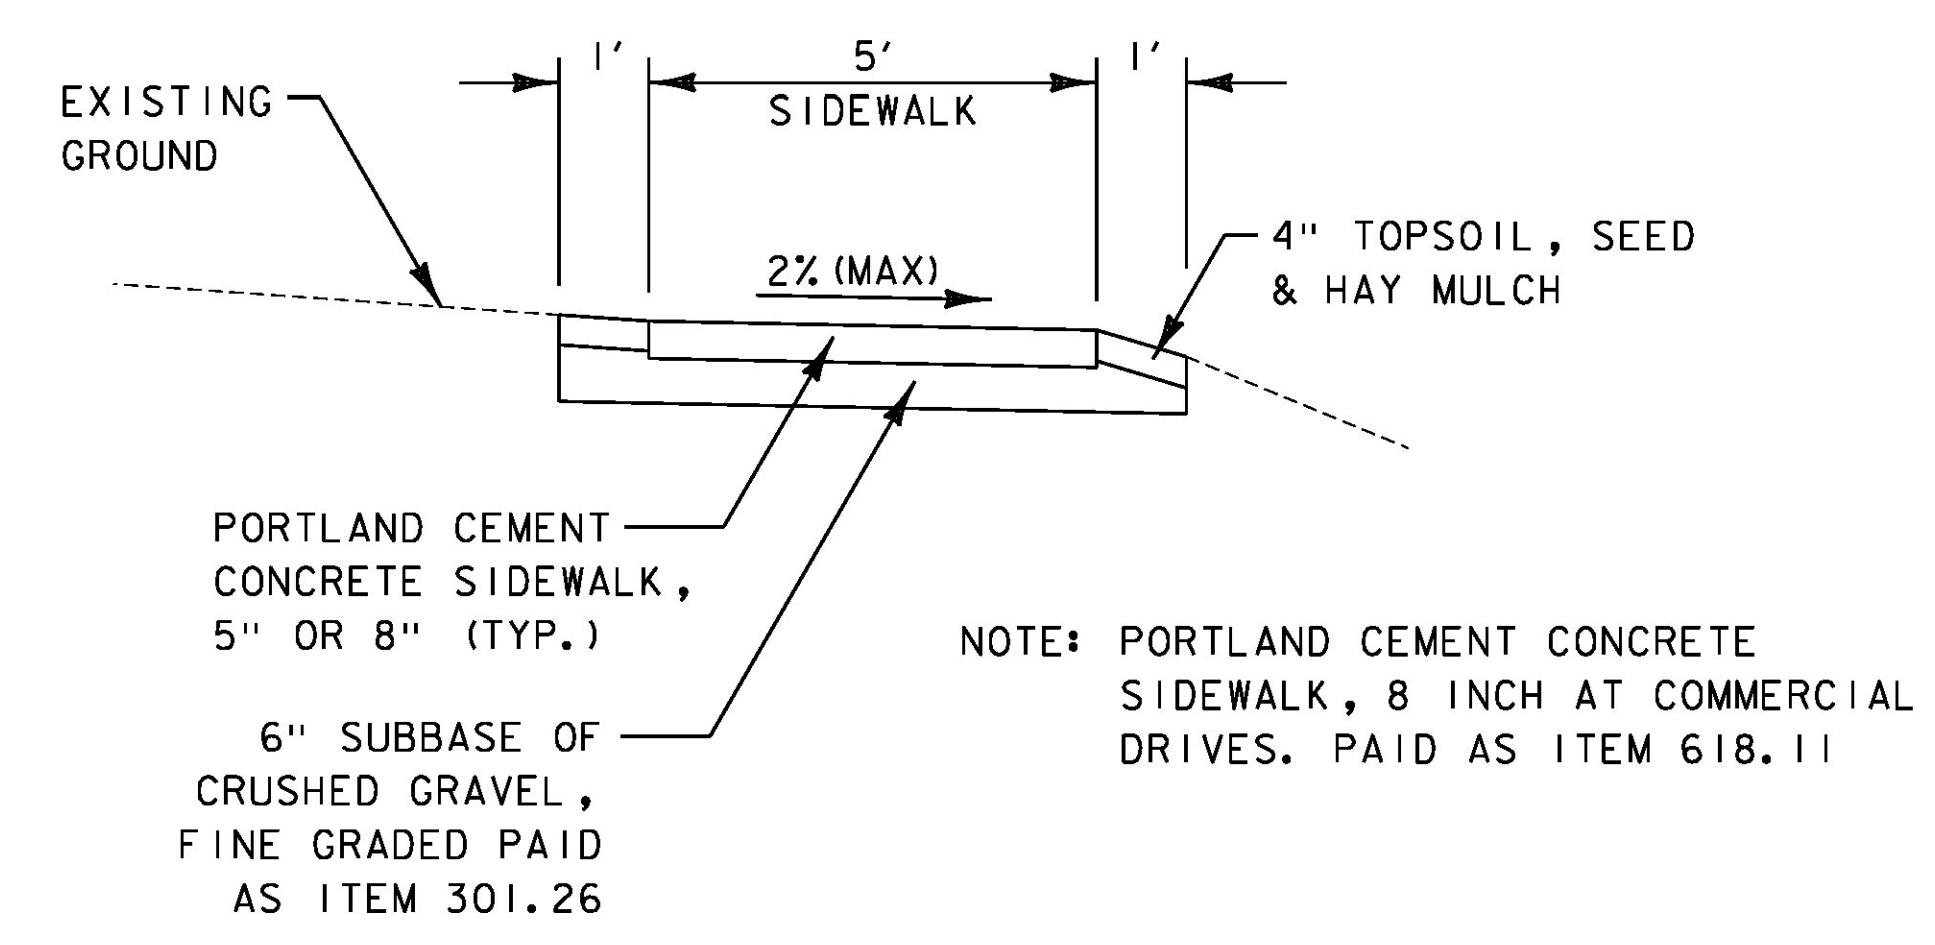 1' 5' 1'
SIDEWALK
EXISTING
GROUND
2% (MAX)
4" TOPSOIL, SEED
& HAY MULCH
PORTLAND CEMENT
CONCRETE SIDEWALK,
5" OR 8" (TYP.)
6" SUBBASE OF
CRUSHED GRAVEL,
FINE GRADED PAID
AS ITEM 301.26
NOTE: PORTLAND CEMENT CONCRETE
SIDEWALK, 8 INCH AT COMMERCIAL
DRIVES. PAID AS ITEM 618.11